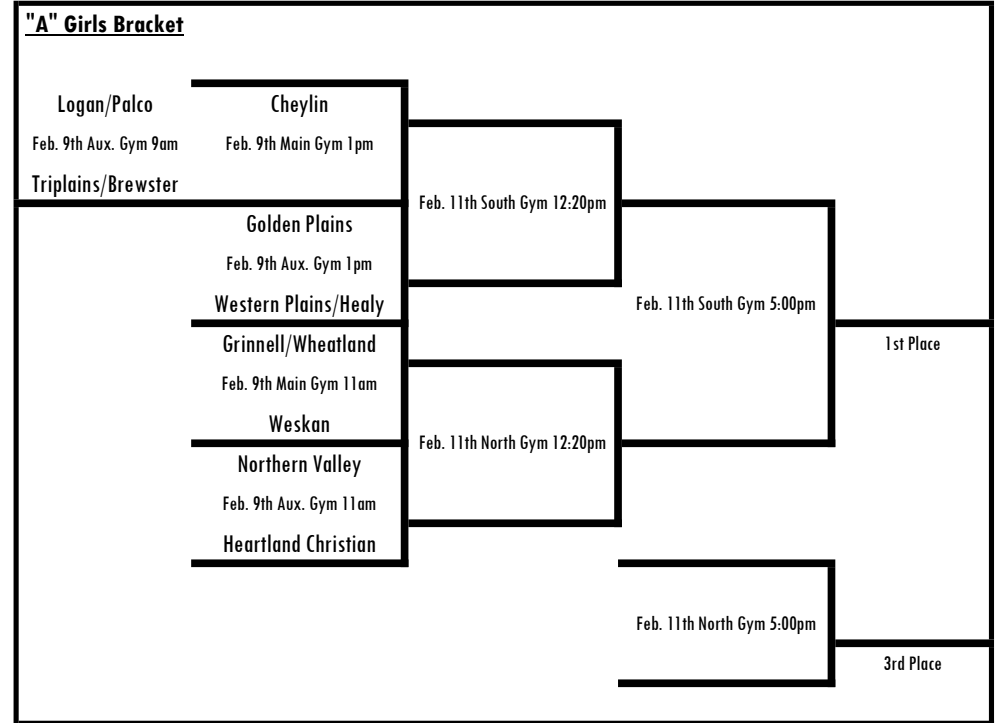 "A" Girls Bracket
Logan/Palco
Feb. 9th Aux. Gym 9am
Triplains/Brewster
Cheylin
Feb. 9th Main Gym 1pm
Golden Plains
Feb. 9th Aux. Gym 1pm
Western Plains/Healy
Grinnell/Wheatland
Feb. 9th Main Gym 11am
Weskan
Northern Valley
Feb. 9th Aux. Gym 11am
Heartland Christian
Feb. 11th South Gym 12:20pm
Feb. 11th North Gym 12:20pm
Feb. 11th South Gym 5:00pm
1st Place
Feb. 11th North Gym 5:00pm
3rd Place